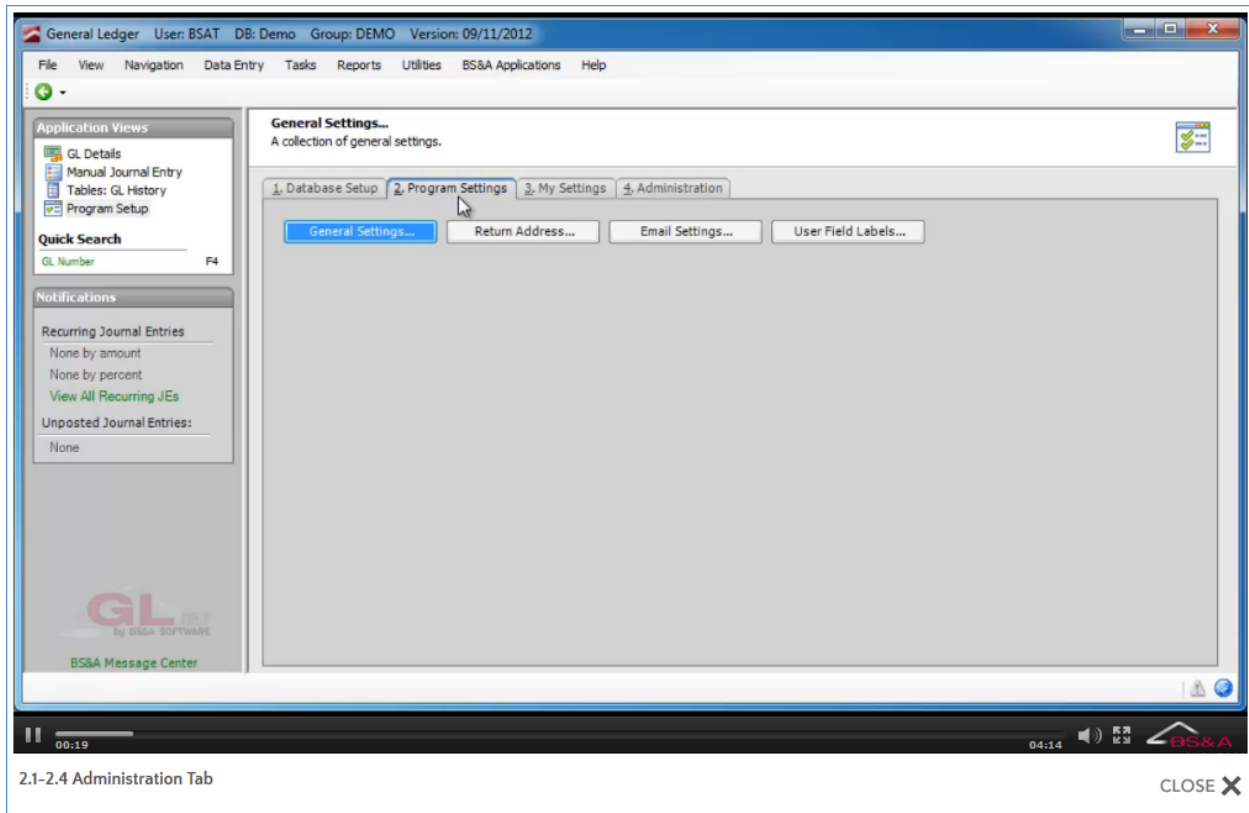 General Ledger User: BSAT DB: Demo Group: DEMO Version: 09/11/2012
File View Navigation Data Entry Tasks Reports Utilities BS&A Applications Help
Application Views
GL Details
Manual Journal Entry
Tables: GL History
Program Setup
Quick Search
GL Number F4
Notifications
Recurring Journal Entries
None by amount
None by percent
View All Recurring JEs
Unposted Journal Entries:
None
GL .NET
by BS&A SOFTWARE
BS&A Message Center
General Settings...
A collection of general settings.
1. Database Setup 2. Program Settings 3. My Settings 4. Administration
General Settings... Return Address... Email Settings... User Field Labels...
00:19
04:14
BS&A
2.1-2.4 Administration Tab
CLOSE